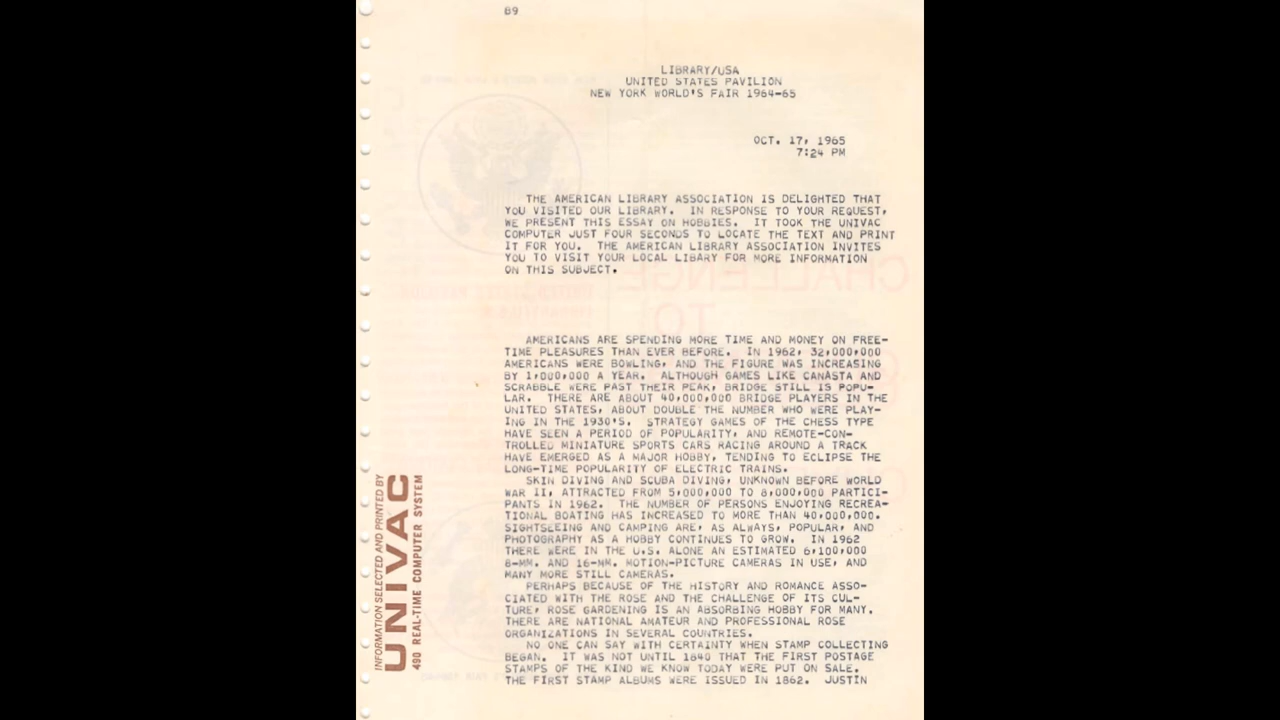 89
LIBRARY/USA
UNITED STATES PAVILION
NEW YORK WORLD'S FAIR 1964-65
OCT. 17, 1965
7:24 PM
THE AMERICAN LIBRARY ASSOCIATION IS DELIGHTED THAT
YOU VISITED OUR LIBRARY. IN RESPONSE TO YOUR REQUEST,
WE PRESENT THIS ESSAY ON HOBBIES. IT TOOK THE UNIVAC
COMPUTER JUST FOUR SECONDS TO LOCATE THE TEXT AND PRINT
IT FOR YOU. THE AMERICAN LIBRARY ASSOCIATION INVITES
YOU TO VISIT YOUR LOCAL LIBARY FOR MORE INFORMATION
ON THIS SUBJECT.
AMERICANS ARE SPENDING MORE TIME AND MONEY ON FREE-
TIME PLEASURES THAN EVER BEFORE. IN 1962, 32,000,000
AMERICANS WERE BOWLING, AND THE FIGURE WAS INCREASING
BY 1,000,000 A YEAR. ALTHOUGH GAMES LIKE CANASTA AND
SCRABBLE WERE PAST THEIR PEAK, BRIDGE STILL IS POPU-
LAR. THERE ARE ABOUT 40,000,000 BRIDGE PLAYERS IN THE
UNITED STATES, ABOUT DOUBLE THE NUMBER WHO WERE PLAY-
ING IN THE 1930'S. STRATEGY GAMES OF THE CHESS TYPE
HAVE SEEN A PERIOD OF POPULARITY, AND REMOTE-CON-
TROLLED MINIATURE SPORTS CARS RACING AROUND A TRACK
HAVE EMERGED AS A MAJOR HOBBY, TENDING TO ECLIPSE THE
LONG-TIME POPULARITY OF ELECTRIC TRAINS.
SKIN DIVING AND SCUBA DIVING, UNKNOWN BEFORE WORLD
WAR II, ATTRACTED FROM 5,000,000 TO 8,000,000 PARTICI-
PANTS IN 1962. THE NUMBER OF PERSONS ENJOYING RECREA-
TIONAL BOATING HAS INCREASED TO MORE THAN 40,000,000.
SIGHTSEEING AND CAMPING ARE, AS ALWAYS, POPULAR, AND
PHOTOGRAPHY AS A HOBBY CONTINUES TO GROW. IN 1962
THERE WERE IN THE U.S. ALONE AN ESTIMATED 6,100,000
8-MM. AND 16-MM. MOTION-PICTURE CAMERAS IN USE, AND
MANY MORE STILL CAMERAS.
PERHAPS BECAUSE OF THE HISTORY AND ROMANCE ASSO-
CIATED WITH THE ROSE AND THE CHALLENGE OF ITS CUL-
TURE, ROSE GARDENING IS AN ABSORBING HOBBY FOR MANY.
THERE ARE NATIONAL AMATEUR AND PROFESSIONAL ROSE
ORGANIZATIONS IN SEVERAL COUNTRIES.
NO ONE CAN SAY WITH CERTAINTY WHEN STAMP COLLECTING
BEGAN. IT WAS NOT UNTIL 1840 THAT THE FIRST POSTAGE
STAMPS OF THE KIND WE KNOW TODAY WERE PUT ON SALE.
THE FIRST STAMP ALBUMS WERE ISSUED IN 1862. JUSTIN
INFORMATION SELECTED AND PRINTED BY
UNIVAC
490 REAL-TIME COMPUTER SYSTEM
CHALLENGE
TO